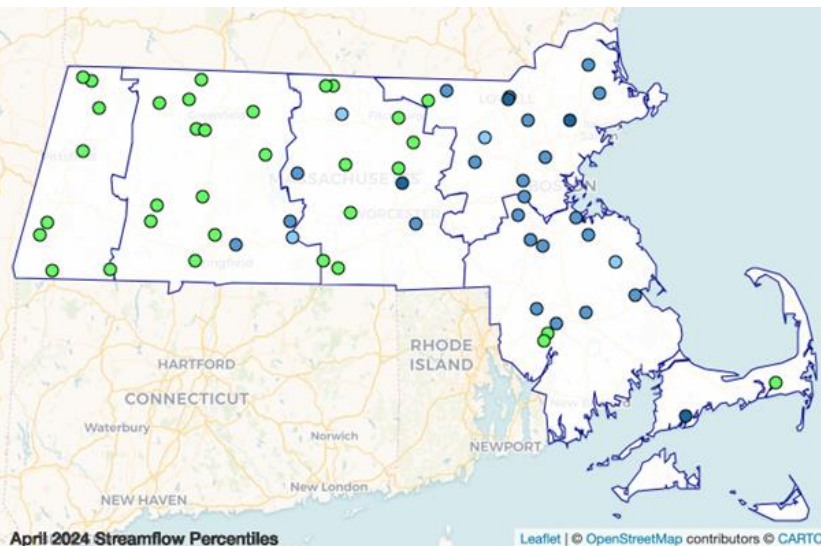 LOWELL
MASSACHUSETTS
BOSTON
WORCESTER
RHODE
ISLAND
HARTFORD
CONNECTICUT
Waterbury
Norwich
NEWPORT
New London
NEW HAVEN
April 2024 Streamflow Percentiles
Leaflet | © OpenStreetMap contributors © CARTO